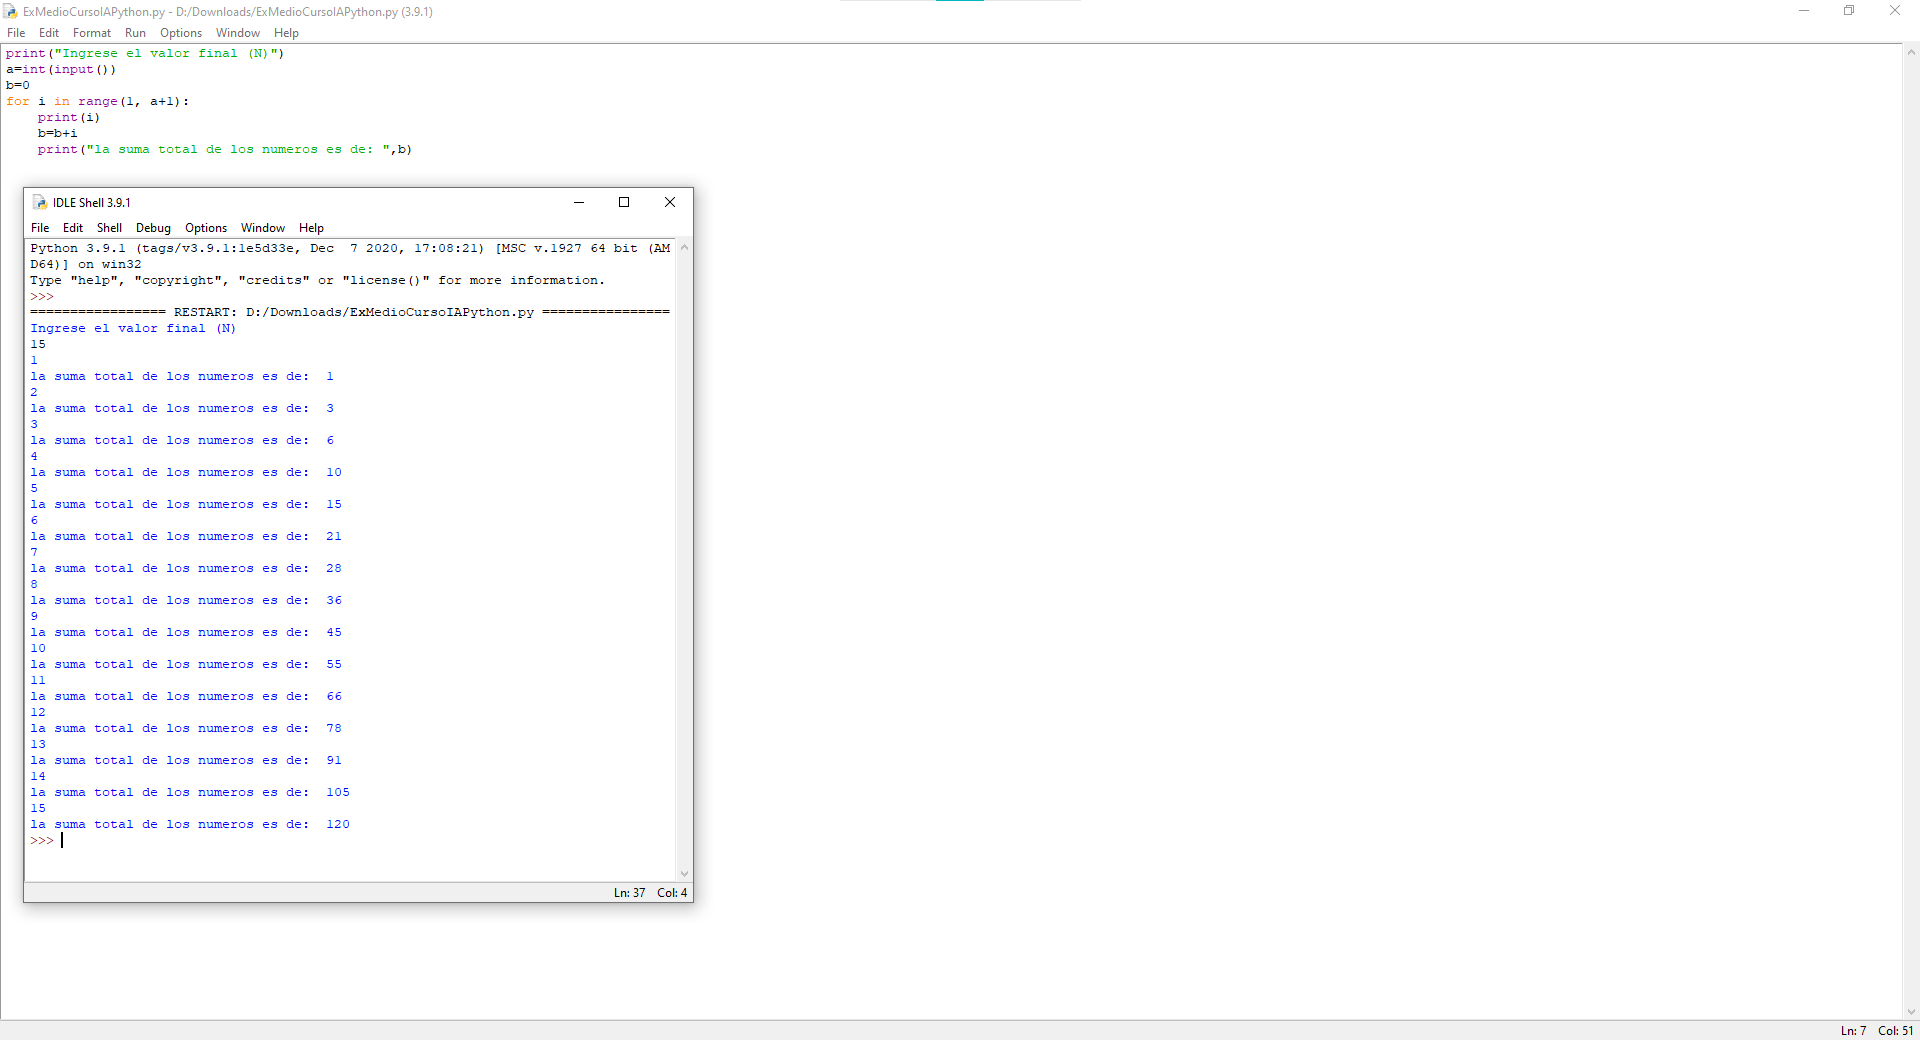 ExMedioCursoIAPython.py - D:/Downloads/ExMedioCursoIAPython.py (3.9.1)
File Edit Format Run Options Window Help
print("Ingrese el valor final (N)")
a=int(input())
b=0
for i in range(1, a+1):
    print(i)
    b=b+i
    print("la suma total de los numeros es de: ",b)
IDLE Shell 3.9.1
File Edit Shell Debug Options Window Help
Python 3.9.1 (tags/v3.9.1:1e5d33e, Dec  7 2020, 17:08:21) [MSC v.1927 64 bit (AM
D64)] on win32
Type "help", "copyright", "credits" or "license()" for more information.
>>>
================= RESTART: D:/Downloads/ExMedioCursoIAPython.py ================
Ingrese el valor final (N)
15
1
la suma total de los numeros es de:  1
2
la suma total de los numeros es de:  3
3
la suma total de los numeros es de:  6
4
la suma total de los numeros es de:  10
5
la suma total de los numeros es de:  15
6
la suma total de los numeros es de:  21
7
la suma total de los numeros es de:  28
8
la suma total de los numeros es de:  36
9
la suma total de los numeros es de:  45
10
la suma total de los numeros es de:  55
11
la suma total de los numeros es de:  66
12
la suma total de los numeros es de:  78
13
la suma total de los numeros es de:  91
14
la suma total de los numeros es de:  105
15
la suma total de los numeros es de:  120
>>>
Ln: 37 Col: 4
Ln: 7 Col: 51